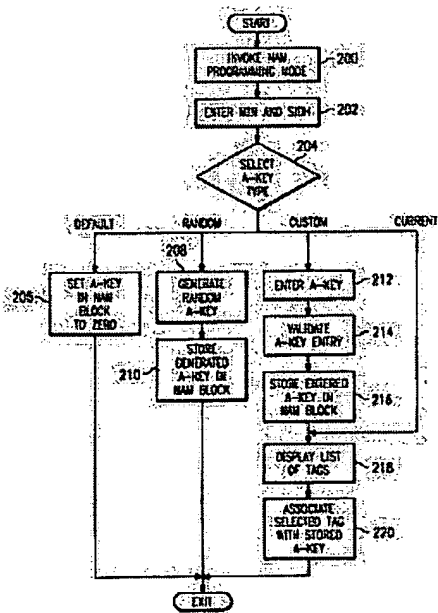 START
INVOKE NAM
PROGRAMMING MODE
200
ENTER MIN AND SIDH
202
204
SELECT
A-KEY
TYPE
DEFAULT
RANDOM
CUSTOM
CURRENT
208
205
SET A-KEY
IN NAM
BLOCK
TO ZERO
GENERATE
RANDOM
A-KEY
ENTER A-KEY
212
VALIDATE
A-KEY ENTRY
214
210
STORE
GENERATED
A-KEY IN
NAM BLOCK
STORE ENTERED
A-KEY IN
NAM BLOCK
216
DISPLAY LIST
OF TAGS
218
ASSOCIATE
SELECTED TAG
WITH STORED
A-KEY
220
EXIT